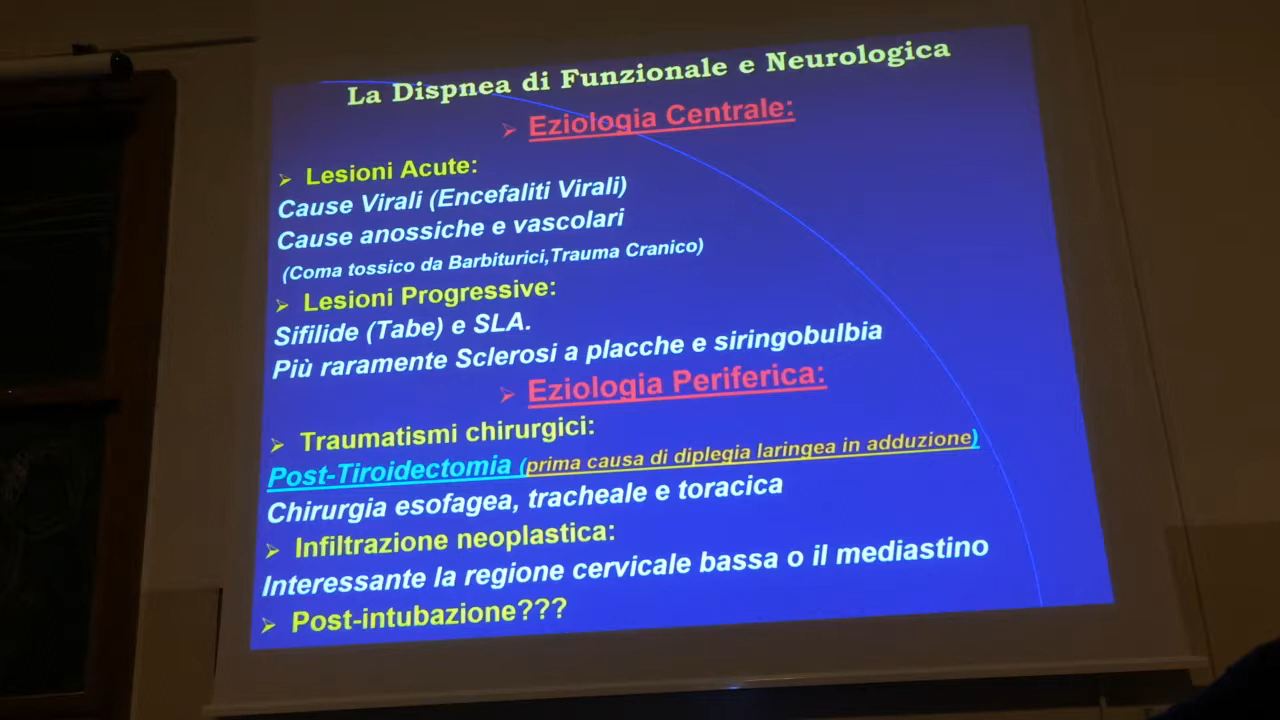 La Dispnea di Funzionale e Neurologica
➢ Eziologia Centrale:
➢ Lesioni Acute:
Cause Virali (Encefaliti Virali)
Cause anossiche e vascolari
(Coma tossico da Barbiturici,Trauma Cranico)
➢ Lesioni Progressive:
Sifilide (Tabe) e SLA.
Più raramente Sclerosi a placche e siringobulbia
➢ Eziologia Periferica:
➢ Traumatismi chirurgici:
Post-Tiroidectomia (prima causa di diplegia laringea in adduzione)
Chirurgia esofagea, tracheale e toracica
➢ Infiltrazione neoplastica:
Interessante la regione cervicale bassa o il mediastino
➢ Post-intubazione???